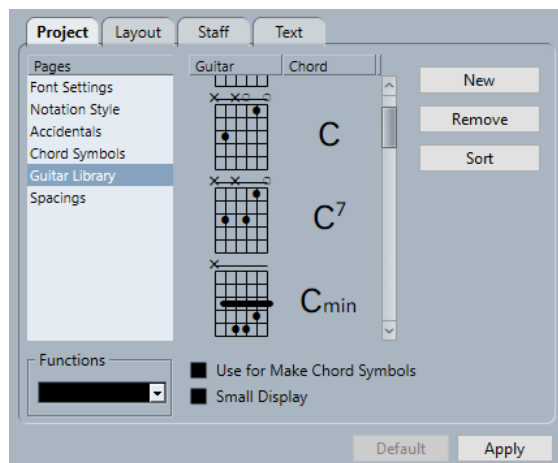 Project Layout Staff Text
Pages
Font Settings
Notation Style
Accidentals
Chord Symbols
Guitar Library
Spacings
Guitar Chord
C
C7
Cmin
New
Remove
Sort
Functions
Use for Make Chord Symbols
Small Display
Default Apply